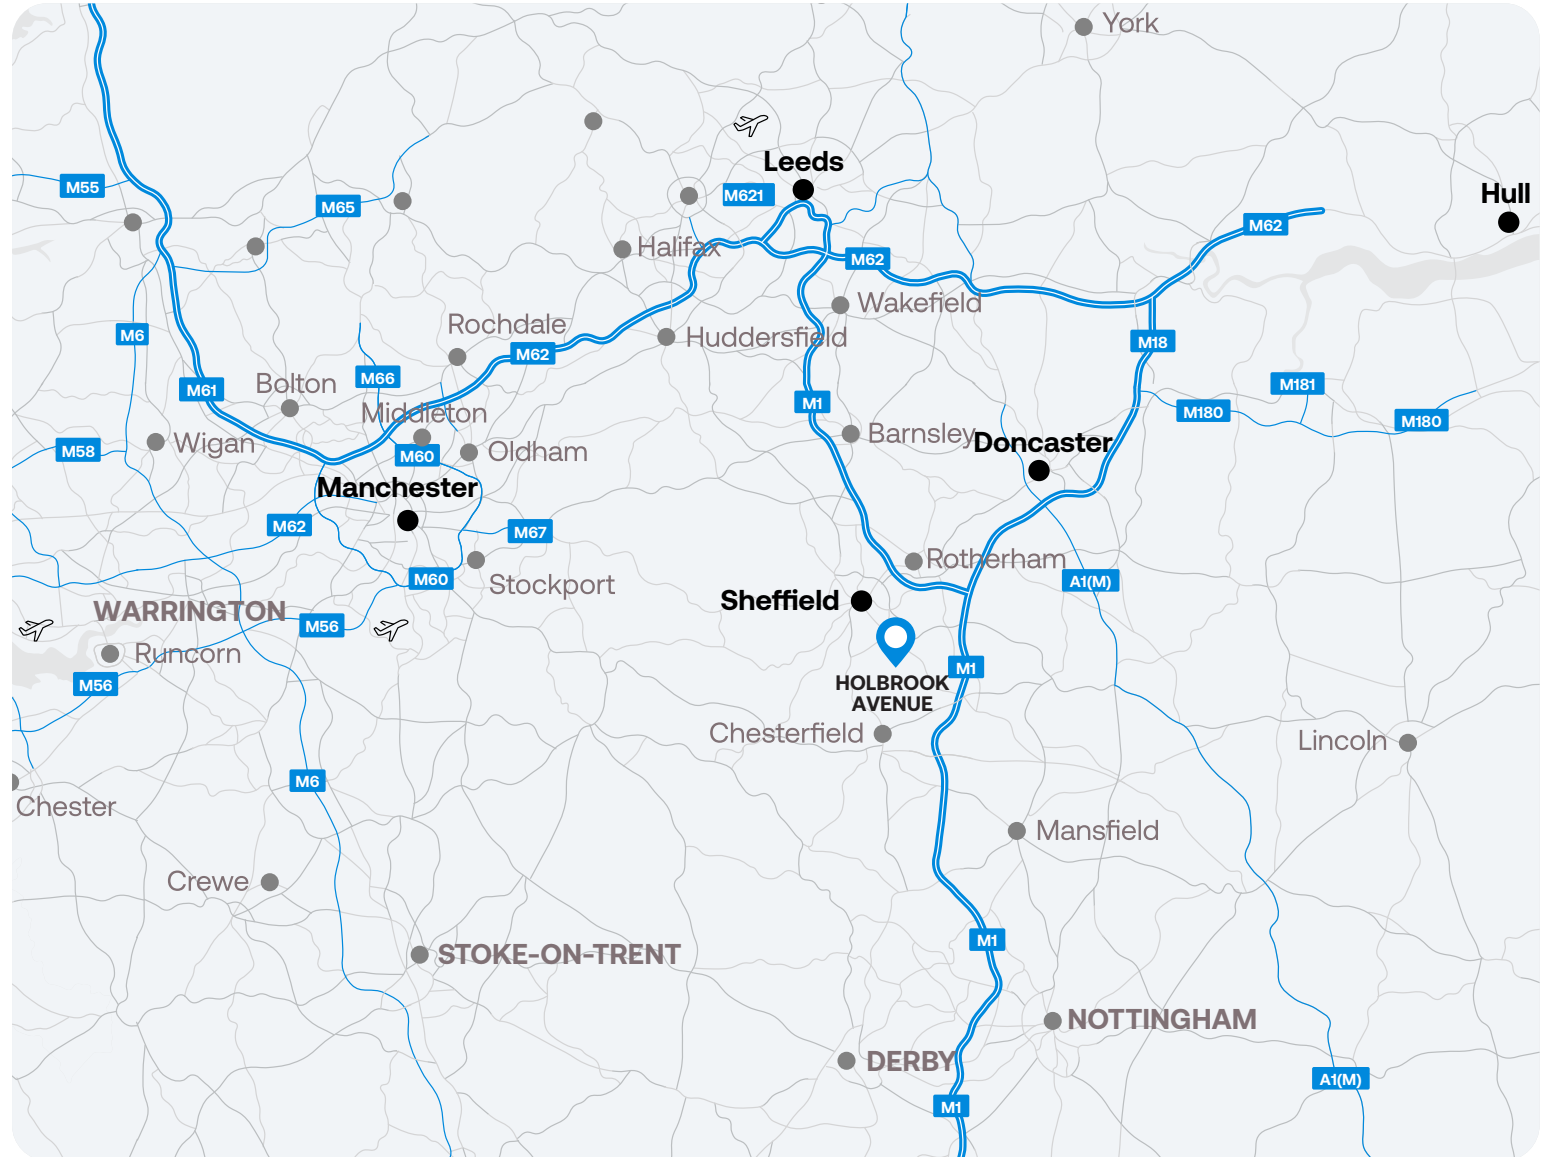 York
Leeds
M55
M621
M65
Hull
M62
Halifax
M62
Wakefield
Rochdale
M6
Huddersfield
M18
M62
M66
Bolton
M61
M181
M1
M180
Middleton
M180
Barnsley
Doncaster
Wigan
M58
M60
Oldham
Manchester
M62
M67
Rotherham
M60
A1(M)
Stockport
Sheffield
WARRINGTON
M56
Runcorn
M1
M56
HOLBROOK
AVENUE
Chesterfield
Lincoln
M6
Chester
Mansfield
Crewe
M1
STOKE-ON-TRENT
NOTTINGHAM
DERBY
A1(M)
M1